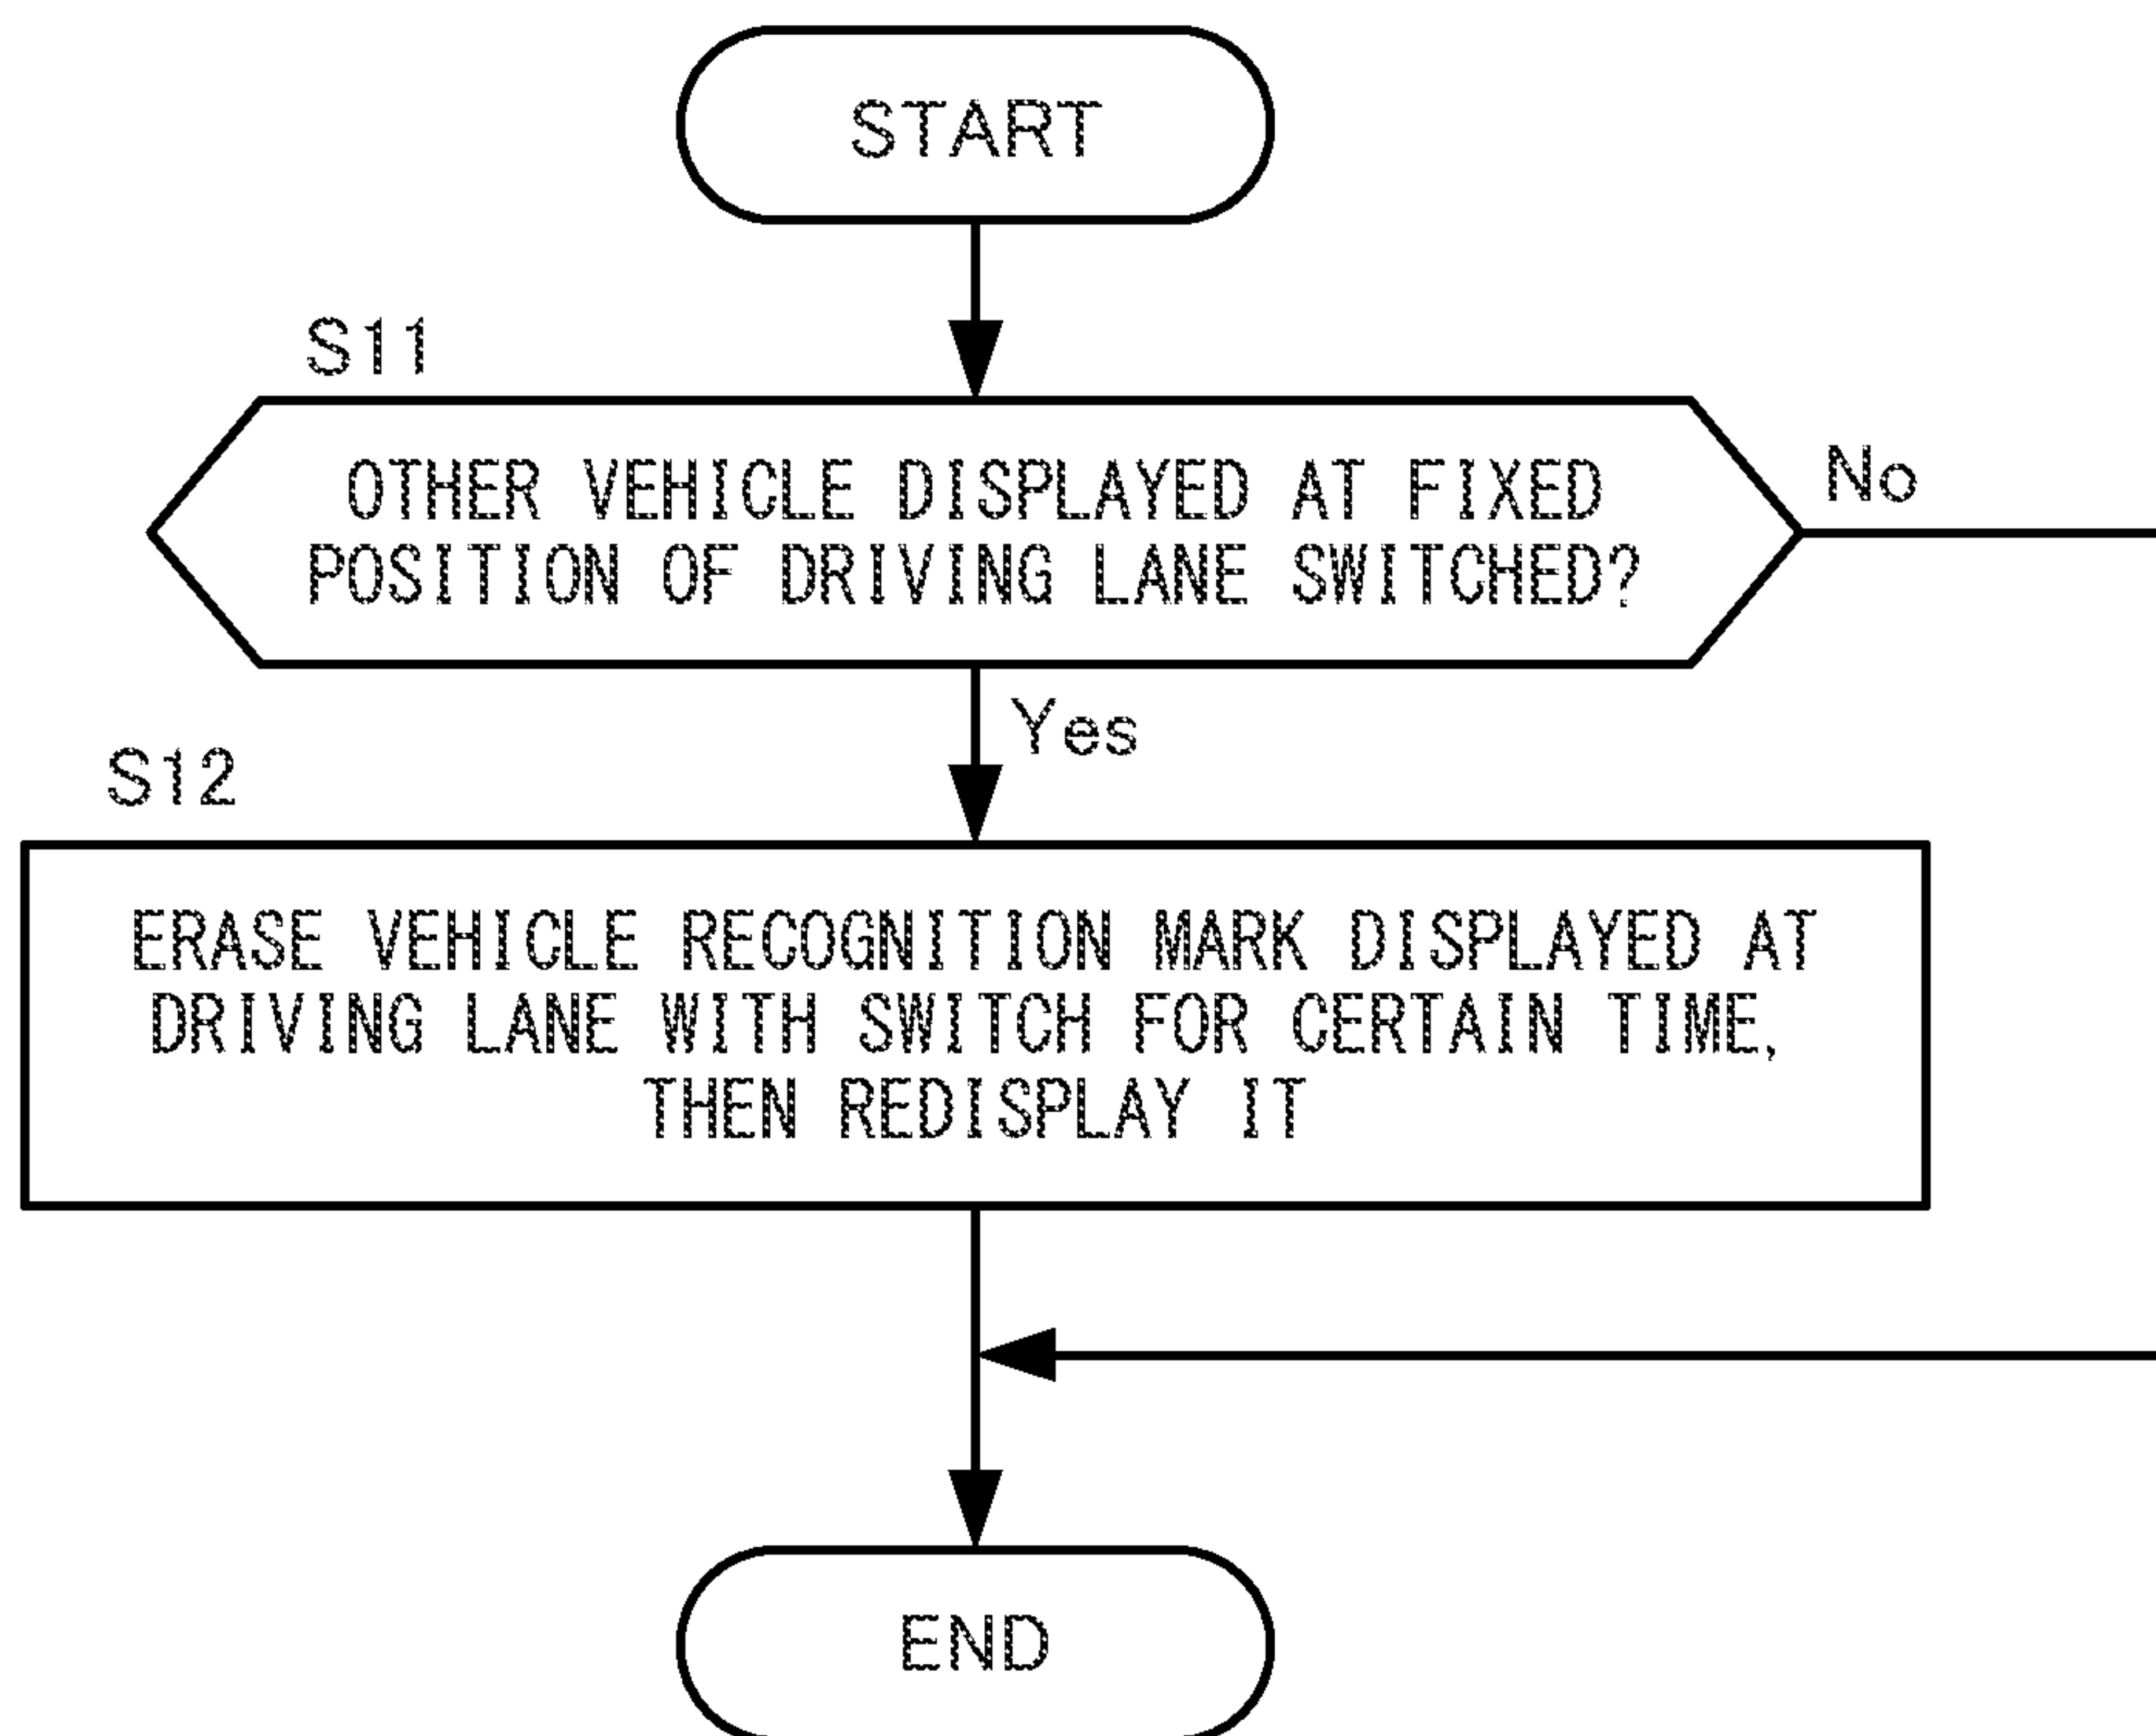 START
S11
OTHER VEHICLE DISPLAYED AT FIXED
POSITION OF DRIVING LANE SWITCHED?
No
Yes
S12
ERASE VEHICLE RECOGNITION MARK DISPLAYED AT
DRIVING LANE WITH SWITCH FOR CERTAIN TIME,
THEN REDISPLAY IT
END